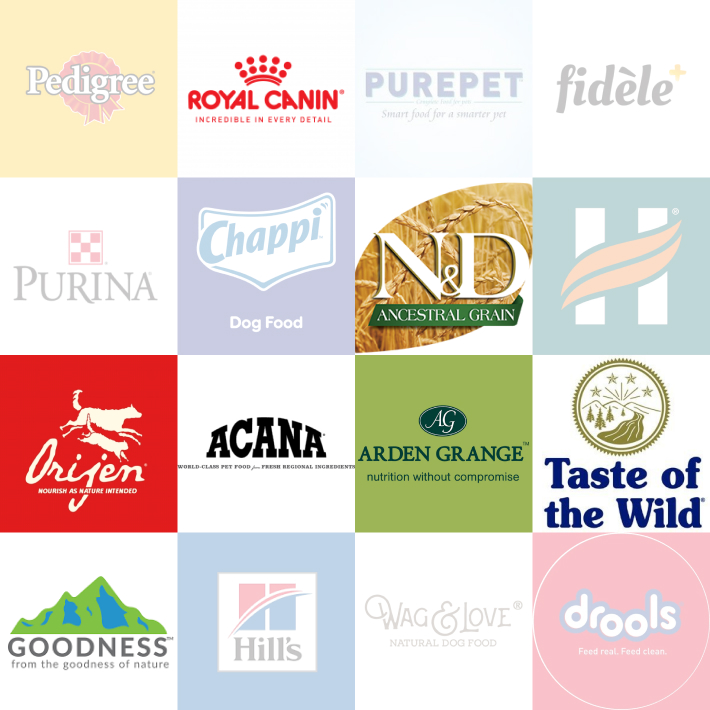 Pedigree®
ROYAL CANIN®
INCREDIBLE IN EVERY DETAIL
PUREPET
Smart food for a smarter pet
fidèle+
PURINA®
Chappi
Dog Food
N&D
ANCESTRAL GRAIN
H®
Orijen®
NOURISH AS NATURE INTENDED
ACANA®
WORLD-CLASS PET FOOD from FRESH REGIONAL INGREDIENTS
AG
ARDEN GRANGE™
nutrition without compromise
Taste of
the Wild®
GOODNESS™
from the goodness of nature
H
Hill's
WAG&LOVE®
NATURAL DOG FOOD
drools
Feed real. Feed clean.